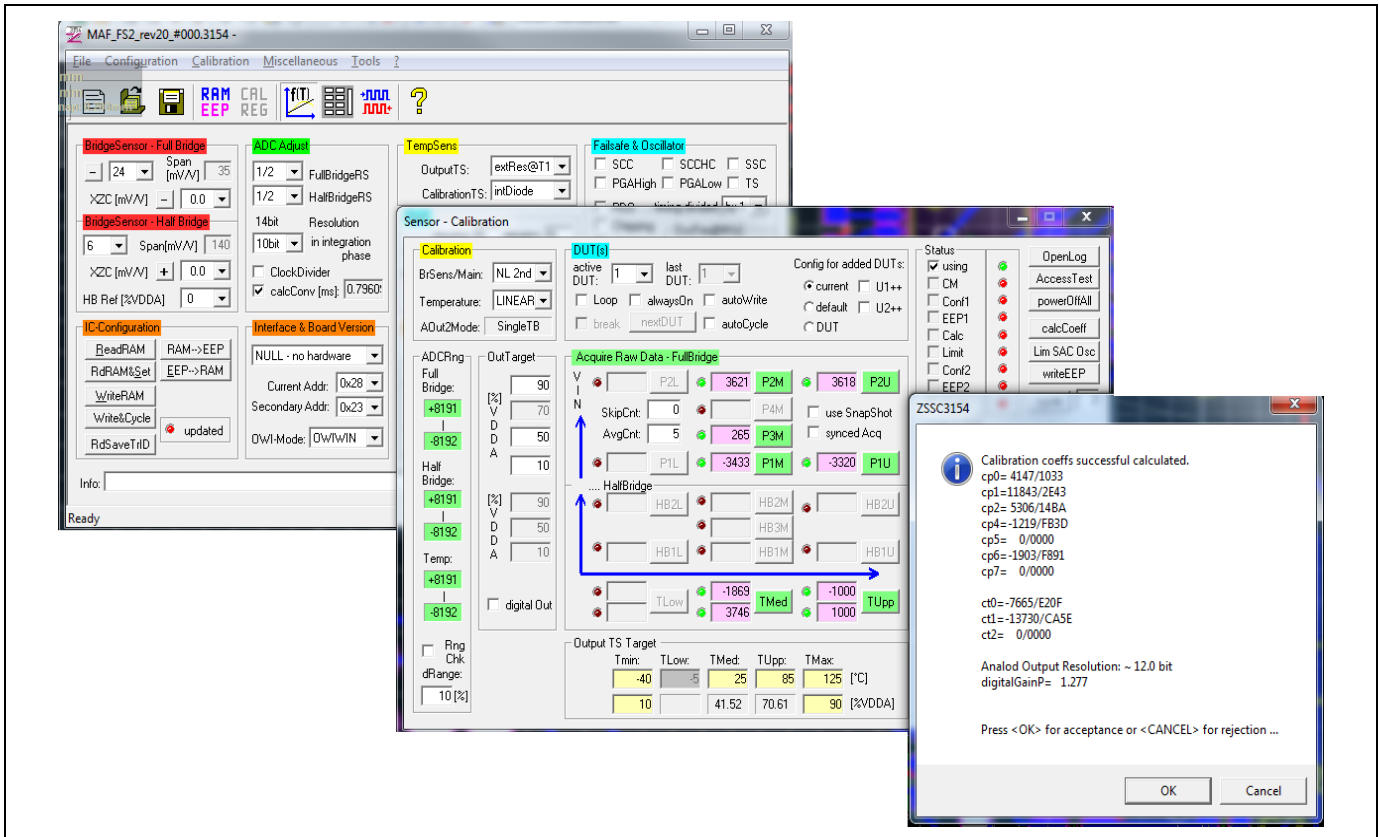 MAF_FS2_rev20_#000.3154 -
File Configuration Calibration Miscellaneous Tools ?
RAM EEP CAL REG f(T)
BridgeSensor - Full Bridge
- 24 Span [mV/V] 35
XZC [mV/V] - 0.0
BridgeSensor - Half Bridge
6 Span[mV/V] 140
XZC [mV/V] + 0.0
HB Ref [%VDDA] 0
ADC Adjust
1/2 FullBridgeRS
1/2 HalfBridgeRS
14bit Resolution
10bit in integration phase
ClockDivider
calcConv [ms]: 0.7960
TempSens
OutputTS: extRes@T1
CalibrationTS: intDiode
Failsafe & Oscillator
SCC SCCHC SSC
PGAHigh PGALow TS
IC-Configuration
ReadRAM RAM-->EEP
RdRAM&Set EEP-->RAM
WriteRAM
Write&Cycle updated
RdSaveTrID
Interface & Board Version
NULL - no hardware
Current Addr: 0x28
Secondary Addr: 0x23
OWI-Mode: OWIWIN
Info:
Ready
Sensor - Calibration
Calibration
BrSens/Main: NL 2nd
Temperature: LINEAR
AOut2Mode: SingleTB
DUT(s)
active DUT: 1 last DUT: 1
Loop alwaysOn autoWrite
break nextDUT autoCycle
Config for added DUTs:
current U1++
default U2++
DUT
Status
using
CM
Conf1
EEP1
Calc
Limit
Conf2
EEP2
OpenLog
AccessTest
powerOffAll
calcCoeff
Lim SAC Osc
writeEEP
ADCRng
Full Bridge:
+8191
|
-8192
Half Bridge:
+8191
|
-8192
Temp:
+8191
|
-8192
Rng Chk
dRange:
10 [%]
OutTarget
[%] VDDA
90
70
50
10
[%] VDDA
90
50
10
digital Out
Acquire Raw Data - FullBridge
VIN P2L 3621 P2M 3618 P2U
SkipCnt: 0 P4M use SnapShot
AvgCnt: 5 265 P3M synced Acq
P1L -3433 P1M -3320 P1U
.... HalfBridge
HB2L HB2M HB2U
HB3M
HB1L HB1M HB1U
TLow -1869 3746 TMed -1000 1000 TUpp
Output TS Target
Tmin: TLow: TMed: TUpp: TMax:
-40 -5 25 85 125 [°C]
10 41.52 70.61 90 [%VDDA]
ZSSC3154
Calibration coeffs successful calculated.
cp0= 4147/1033
cp1=11843/2E43
cp2= 5306/14BA
cp4=-1219/FB3D
cp5= 0/0000
cp6=-1903/F891
cp7= 0/0000
ct0=-7665/E20F
ct1=-13730/CA5E
ct2= 0/0000
Analod Output Resolution: ~ 12.0 bit
digitalGainP= 1.277
Press <OK> for acceptance or <CANCEL> for rejection ...
OK Cancel